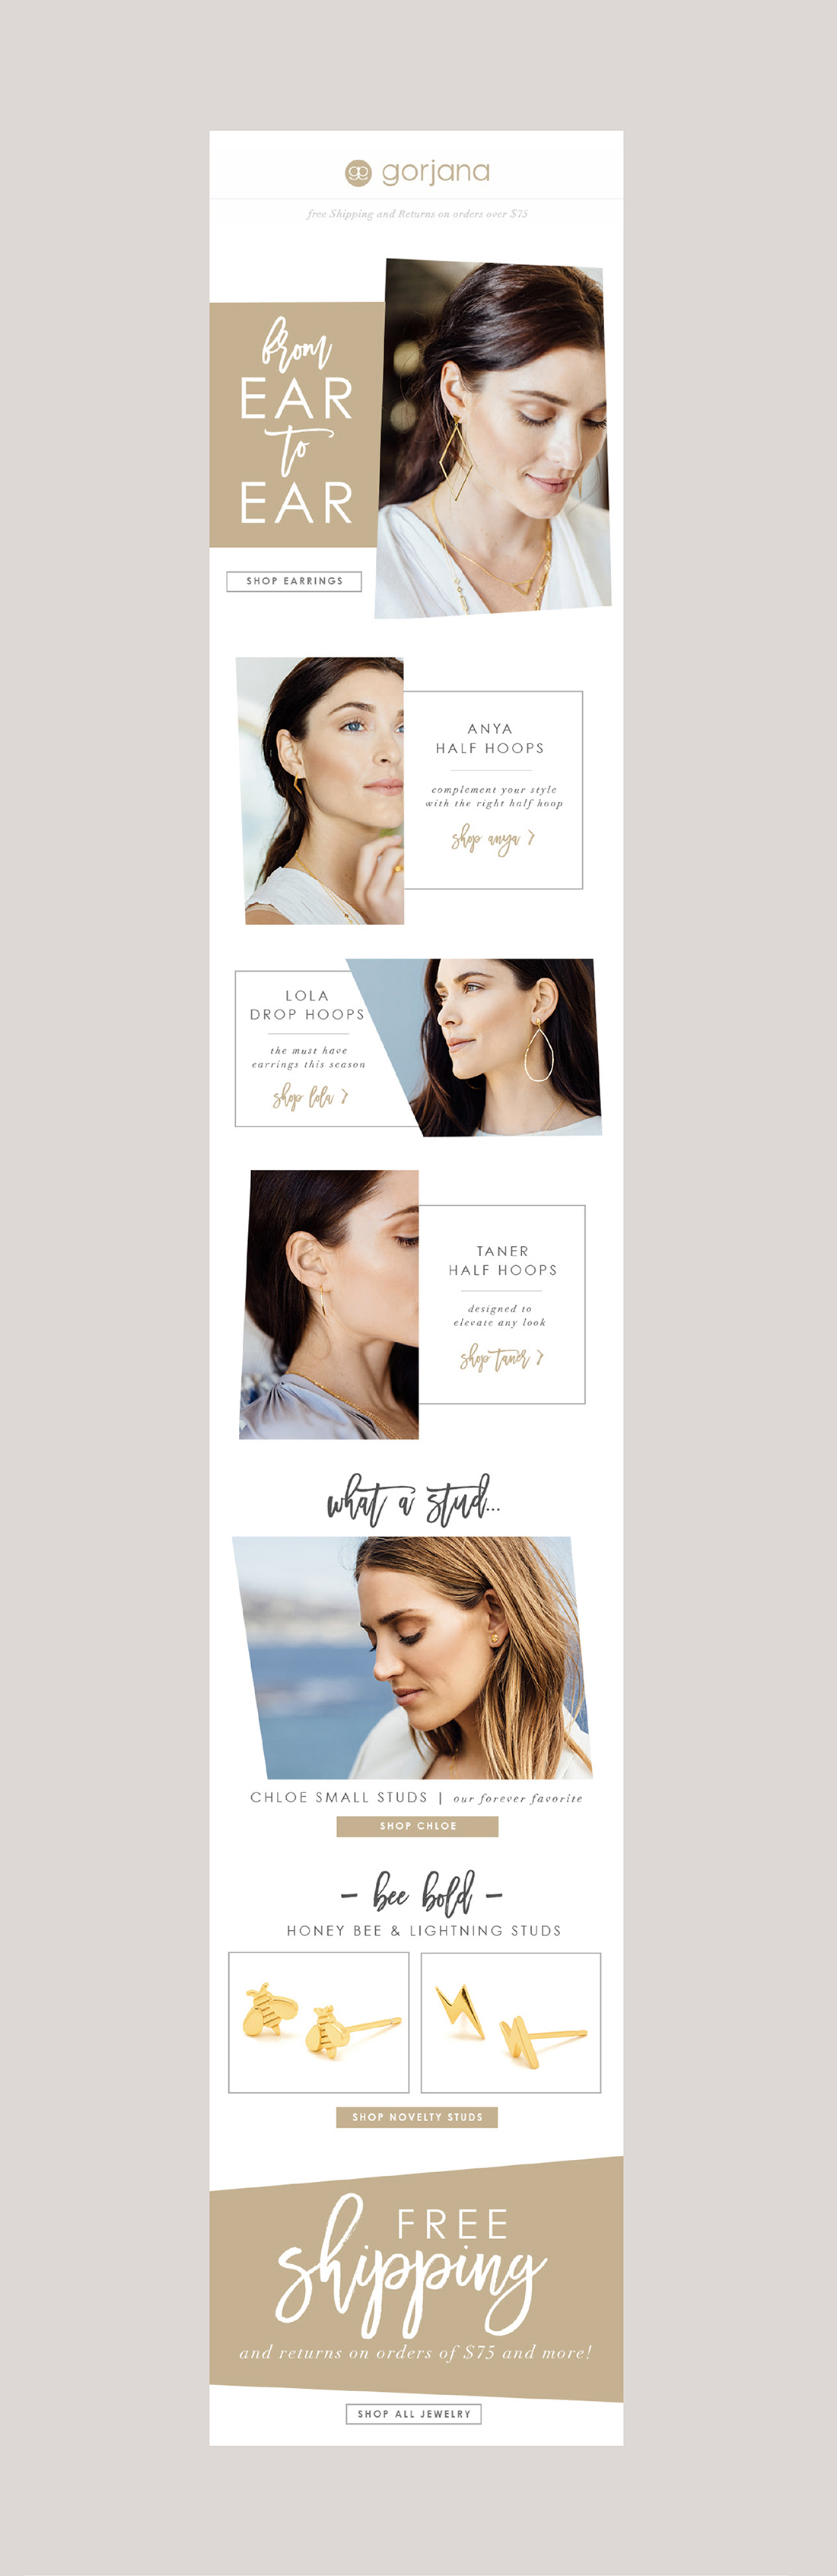 gorjana
free Shipping and Returns on orders over $75
from
EAR
to
EAR
SHOP EARRINGS
ANYA
HALF HOOPS
complement your style
with the right half hoop
shop anya >
LOLA
DROP HOOPS
the must have
earrings this season
shop lola >
TANER
HALF HOOPS
designed to
elevate any look
shop taner >
what a stud...
CHLOE SMALL STUDS | our forever favorite
SHOP CHLOE
- bee bold -
HONEY BEE & LIGHTNING STUDS
SHOP NOVELTY STUDS
FREE
shipping
and returns on orders of $75 and more!
SHOP ALL JEWELRY